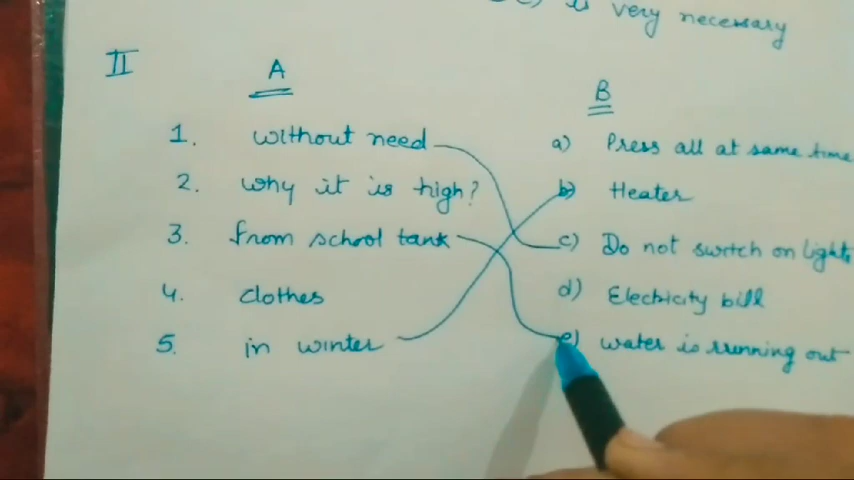 is very necessary
II
A
B
1. without need
a) Press all at same time
2. why it is high?
b) Heater
3. from school tank
c) Do not switch on lights
4. clothes
d) Electricity bill
5. in winter
e) water is running out